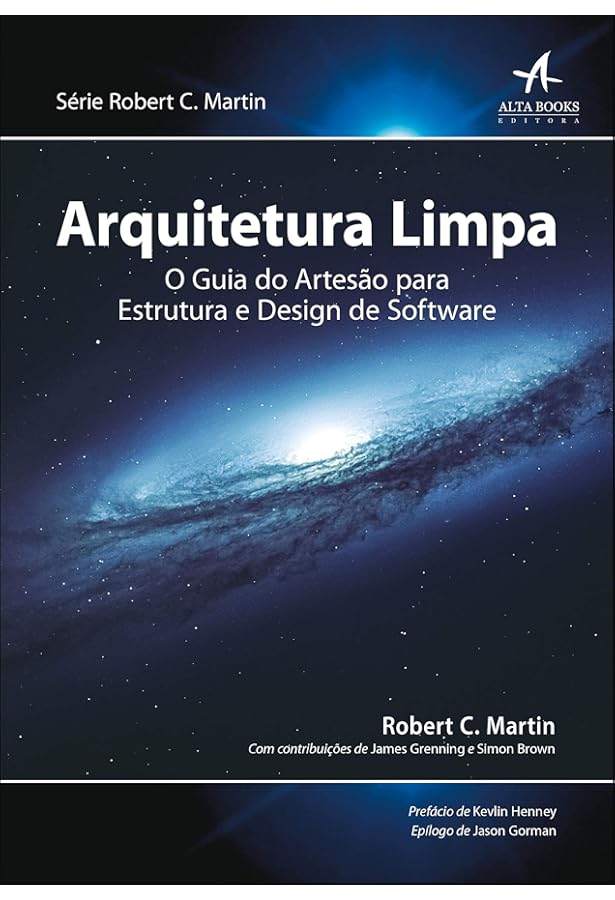 Série Robert C. Martin
ALTA BOOKS
EDITORA
Arquitetura Limpa
O Guia do Artesão para
Estrutura e Design de Software
Robert C. Martin
Com contribuições de James Grenning e Simon Brown
Prefácio de Kevlin Henney
Epílogo de Jason Gorman